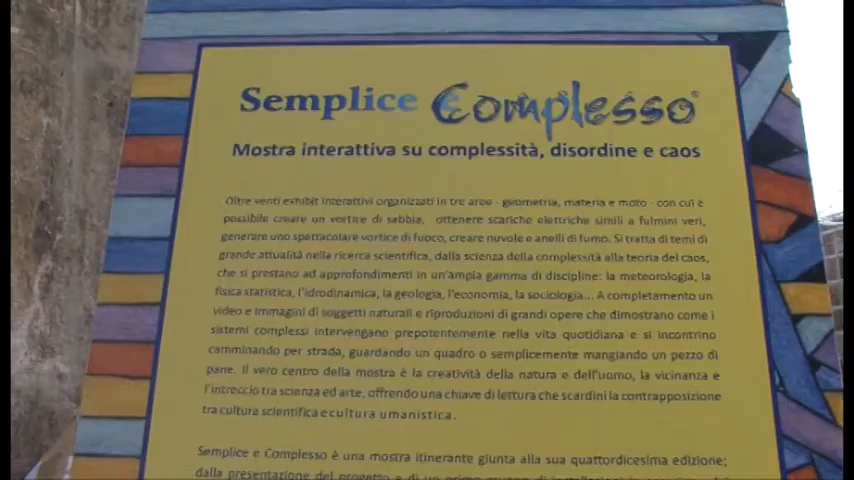 Semplice e Complesso
Mostra interattiva su complessità, disordine e caos
Oltre venti exhibit interattivi organizzati in tre aree - geometria, materia e moto - con cui è
possibile creare un vortice di sabbia, ottenere scariche elettriche simili a fulmini veri,
generare uno spettacolare vortice di fuoco, creare nuvole e anelli di fumo. Si tratta di temi di
grande attualità nella ricerca scientifica, dalla scienza della complessità alla teoria del caos,
che si prestano ad approfondimenti in un'ampia gamma di discipline: la meteorologia, la
fisica statistica, l'idrodinamica, la geologia, l'economia, la sociologia... A completamento un
video e immagini di soggetti naturali e riproduzioni di grandi opere che dimostrano come i
sistemi complessi intervengano prepotentemente nella vita quotidiana e si incontrino
camminando per strada, guardando un quadro o semplicemente mangiando un pezzo di
pane. Il vero centro della mostra è la creatività della natura e dell'uomo, la vicinanza e
l'intreccio tra scienza ed arte, offrendo una chiave di lettura che scardini la contrapposizione
tra cultura scientifica e cultura umanistica.
Semplice e Complesso è una mostra itinerante giunta alla sua quattordicesima edizione;
dalla presentazione del progetto e di un primo gruppo di